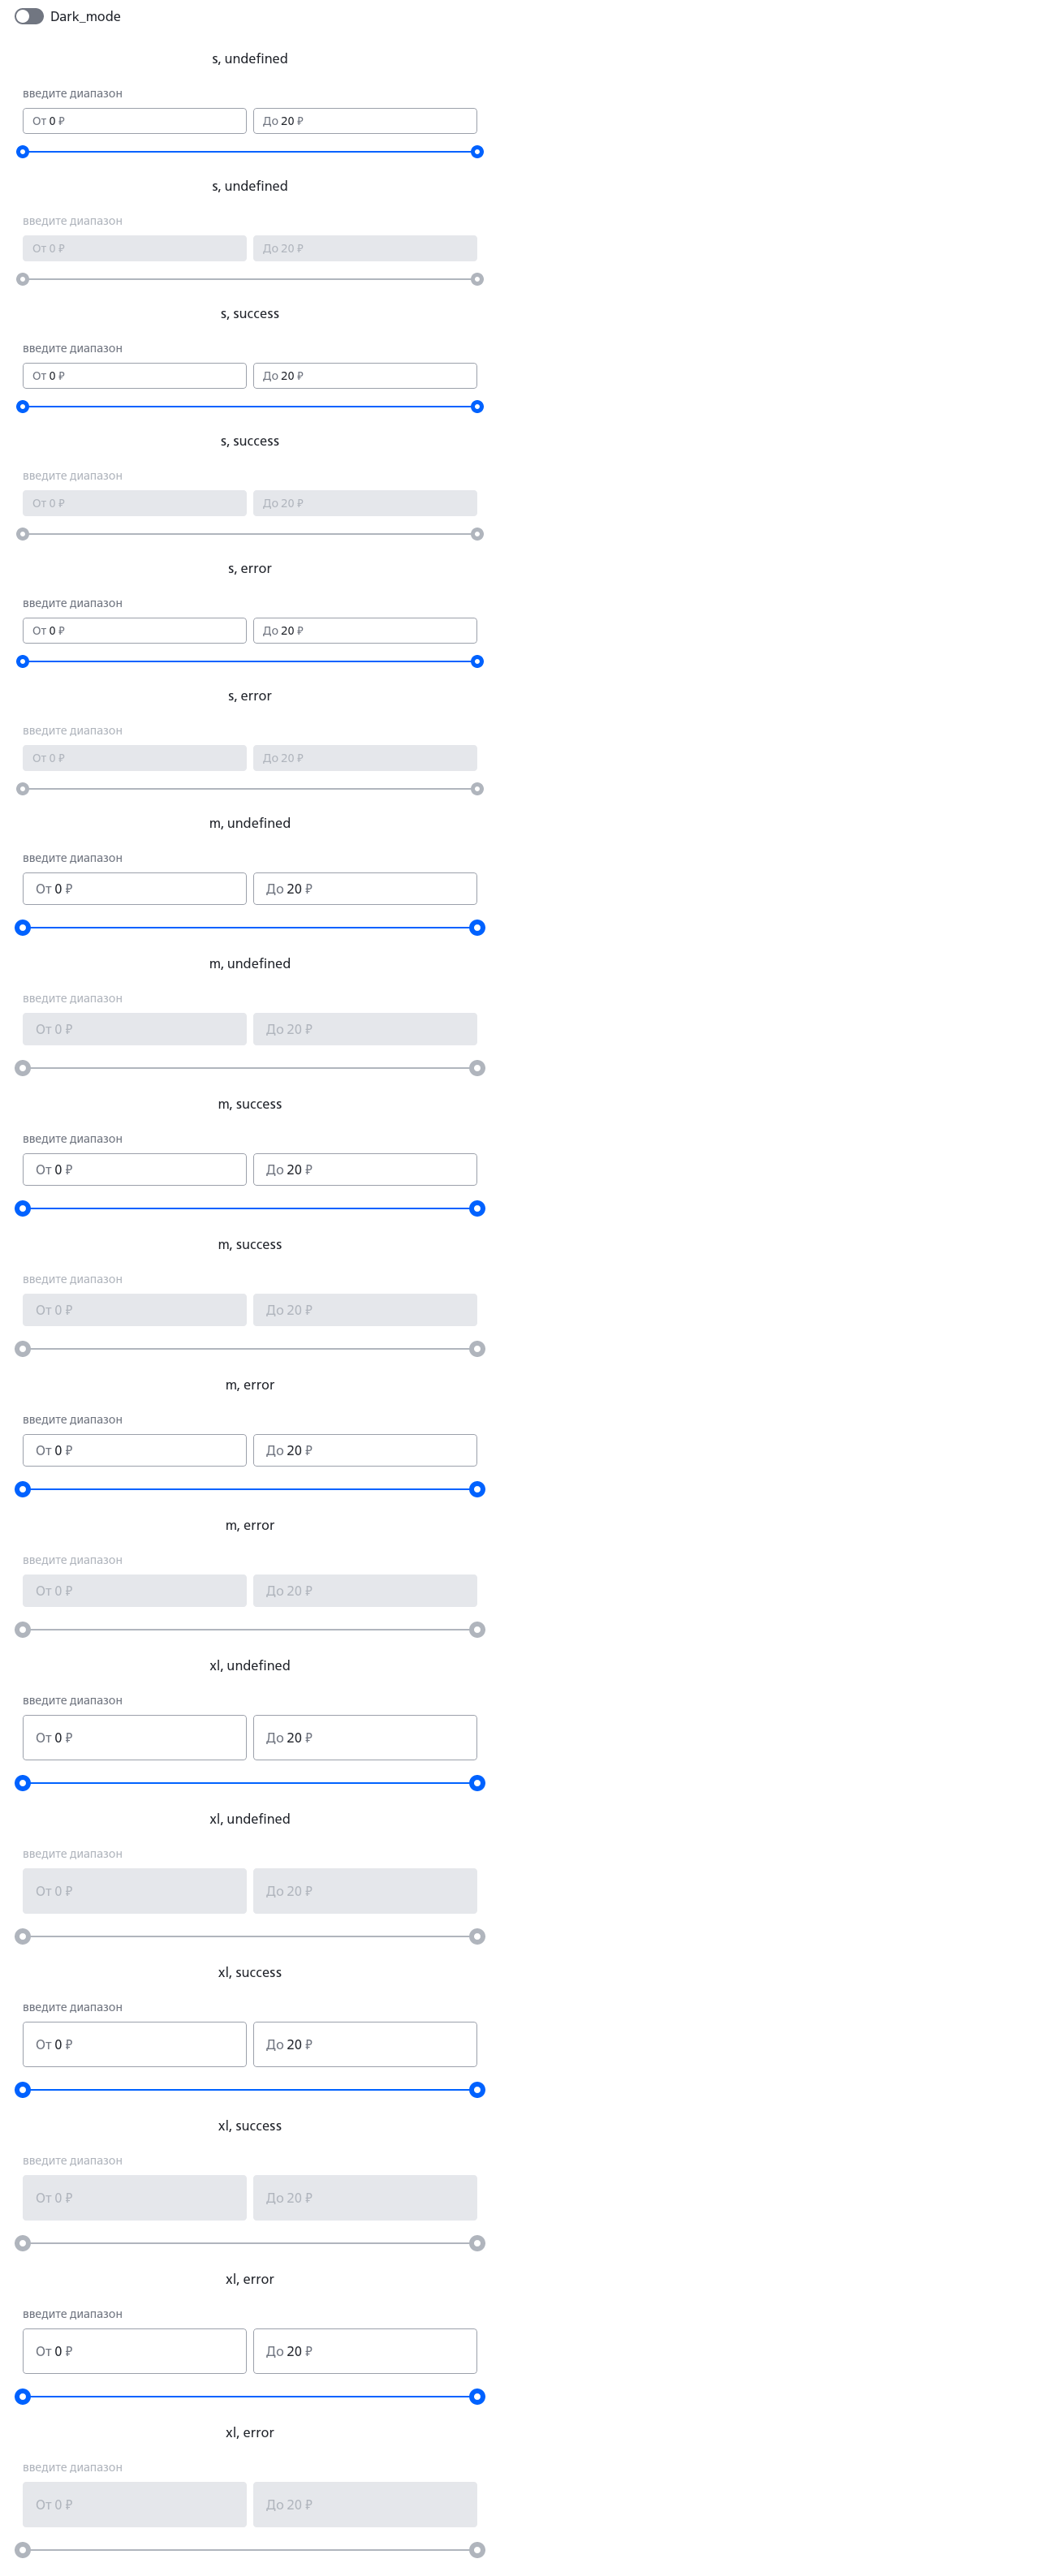 Dark_mode
s, undefined
введите диапазон
От 0 ₽ До 20 ₽
s, undefined
введите диапазон
От 0 ₽ До 20 ₽
s, success
введите диапазон
От 0 ₽ До 20 ₽
s, success
введите диапазон
От 0 ₽ До 20 ₽
s, error
введите диапазон
От 0 ₽ До 20 ₽
s, error
введите диапазон
От 0 ₽ До 20 ₽
m, undefined
введите диапазон
От 0 ₽ До 20 ₽
m, undefined
введите диапазон
От 0 ₽ До 20 ₽
m, success
введите диапазон
От 0 ₽ До 20 ₽
m, success
введите диапазон
От 0 ₽ До 20 ₽
m, error
введите диапазон
От 0 ₽ До 20 ₽
m, error
введите диапазон
От 0 ₽ До 20 ₽
xl, undefined
введите диапазон
От 0 ₽ До 20 ₽
xl, undefined
введите диапазон
От 0 ₽ До 20 ₽
xl, success
введите диапазон
От 0 ₽ До 20 ₽
xl, success
введите диапазон
От 0 ₽ До 20 ₽
xl, error
введите диапазон
От 0 ₽ До 20 ₽
xl, error
введите диапазон
От 0 ₽ До 20 ₽